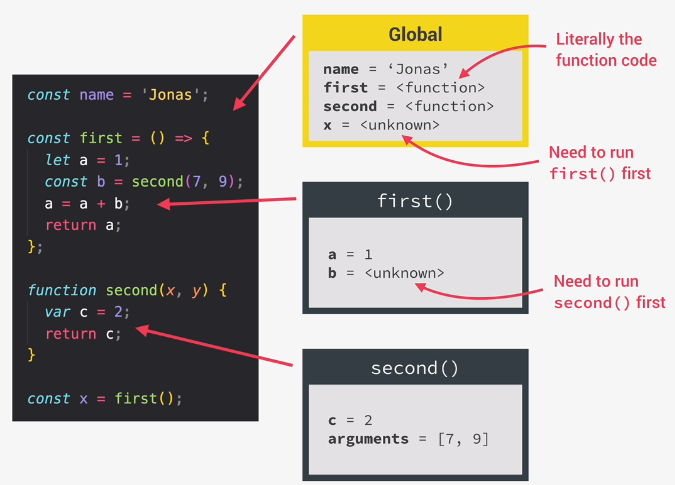 const name = 'Jonas';
const first = () => {
let a = 1;
const b = second(7, 9);
a = a + b;
return a;
};
function second(x, y) {
var c = 2;
return c;
}
const x = first();
Global
name = ‘Jonas’
first = <function>
second = <function>
x = <unknown>
Literally the
function code
Need to run
first() first
first()
a = 1
b = <unknown>
Need to run
second() first
second()
c = 2
arguments = [7, 9]